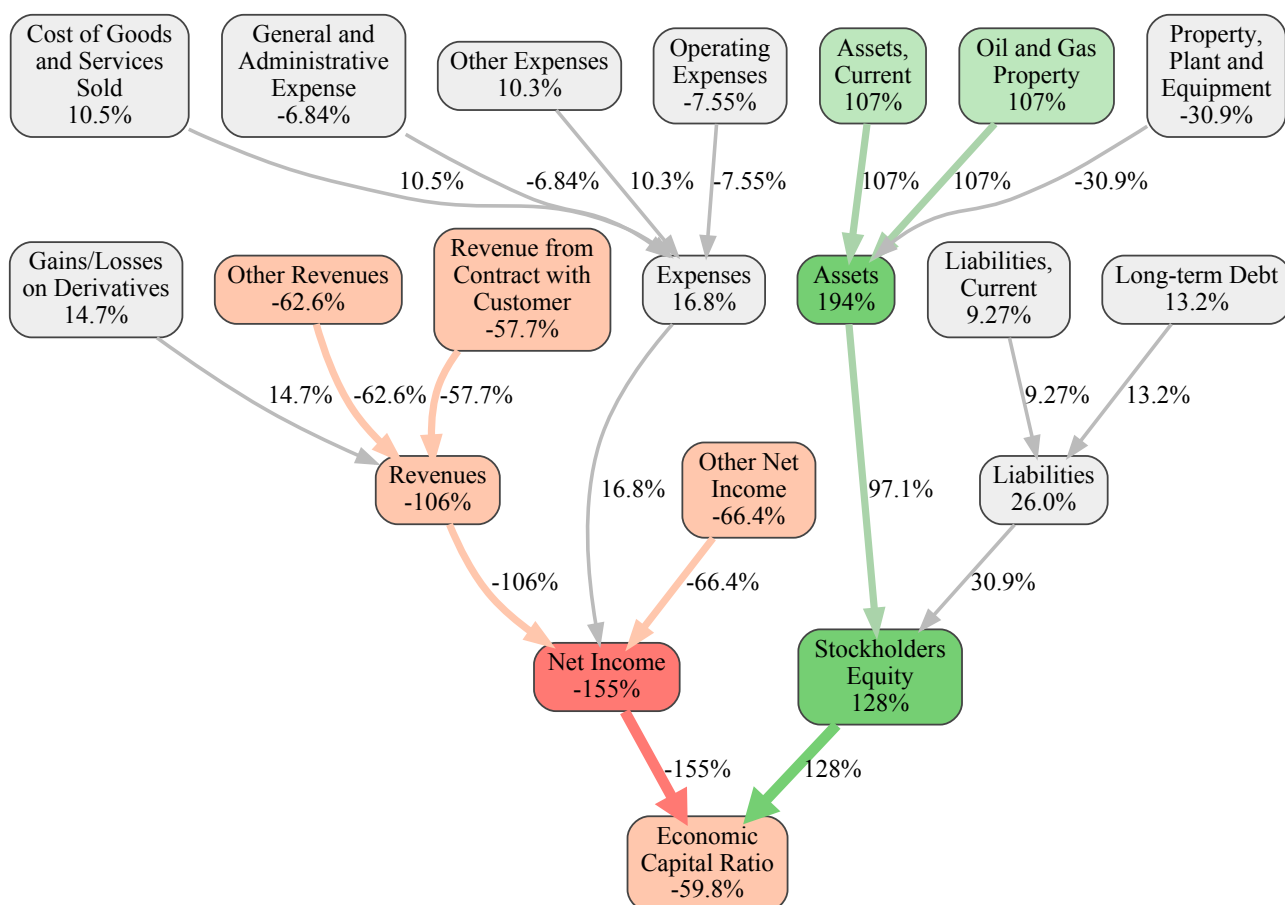 Cost of Goods
and Services
Sold
10.5%
General and
Administrative
Expense
-6.84%
Other Expenses
10.3%
Operating
Expenses
-7.55%
Assets,
Current
107%
Oil and Gas
Property
107%
Property,
Plant and
Equipment
-30.9%
10.5%
-6.84%
10.3%
-7.55%
107%
107%
-30.9%
Gains/Losses
on Derivatives
14.7%
Other Revenues
-62.6%
Revenue from
Contract with
Customer
-57.7%
Expenses
16.8%
Assets
194%
Liabilities,
Current
9.27%
Long-term Debt
13.2%
14.7%
-62.6%
-57.7%
9.27%
13.2%
Revenues
-106%
16.8%
Other Net
Income
-66.4%
97.1%
Liabilities
26.0%
-106%
-66.4%
30.9%
Net Income
-155%
Stockholders
Equity
128%
-155%
128%
Economic
Capital Ratio
-59.8%